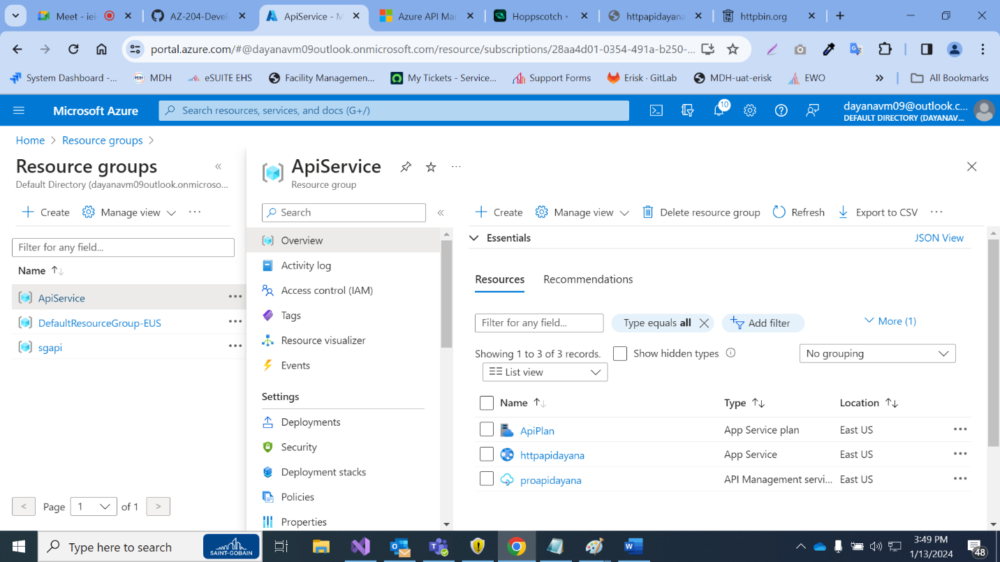 Meet - iei-
AZ-204-Devel
ApiService - M
Azure API Man
Hoppscotch •
httpapidayana
httpbin.org
portal.azure.com/#@dayanavm09outlook.onmicrosoft.com/resource/subscriptions/28aa4d01-0354-491a-b250-...
System Dashboard -...
MDH
eSUITE EHS
Facility Managemen...
My Tickets - Service...
Support Forms
Erisk · GitLab
MDH-uat-erisk
EWO
»
All Bookmarks
Microsoft Azure
Search resources, services, and docs (G+/)
10
dayanavm09@outlook.c...
DEFAULT DIRECTORY (DAYANAV...
Home > Resource groups >
Resource groups «
Default Directory (dayanavm09outlook.onmicroso...
+ Create Manage view ...
Filter for any field...
Name
ApiService ...
DefaultResourceGroup-EUS ...
sgapi ...
< Page 1 of 1 >
ApiService ...
Resource group
Search «
Overview
Activity log
Access control (IAM)
Tags
Resource visualizer
Events
Settings
Deployments
Security
Deployment stacks
Policies
Properties
+ Create Manage view Delete resource group Refresh Export to CSV ...
Essentials JSON View
Resources Recommendations
Filter for any field... Type equals all Add filter More (1)
Showing 1 to 3 of 3 records. Show hidden types No grouping
List view
Name Type Location
ApiPlan App Service plan East US ...
httpapidayana App Service East US ...
proapidayana API Management servi... East US ...
Type here to search
SAINT-GOBAIN
3:49 PM
1/13/2024
48